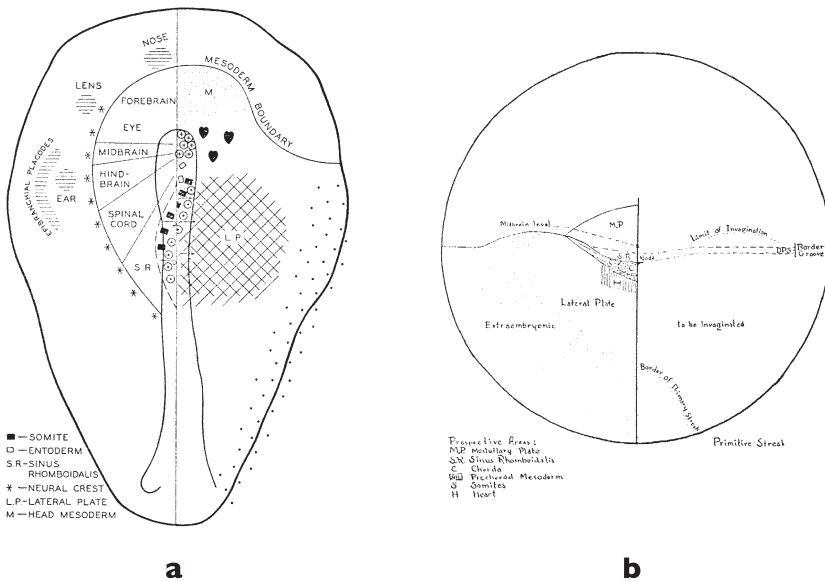 NOSE
MESODERM BOUNDARY
LENS
M
FOREBRAIN
EYE
MIDBRAIN
HIND-
BRAIN
EPIBRANCHIAL PLACODES
EAR
SPINAL
CORD
L.P.
S.R
■—SOMITE
□—ENTODERM
S.R-SINUS
RHOMBOIDALIS
*—NEURAL CREST
L.P.-LATERAL PLATE
M—HEAD MESODERM
a
Midbrain level
M.P.
Limit of Invagination
Border
Groove
S.R.
C
Node
H
Lateral Plate
Extraembryonic
to be Invaginated
Border of Primary Streak
Primitive Streak
Prospective Areas:
M.P. Medullary Plate
S.R. Sinus Rhomboidalis
C Chorda
Prechordal Mesoderm
S Somites
H Heart
b